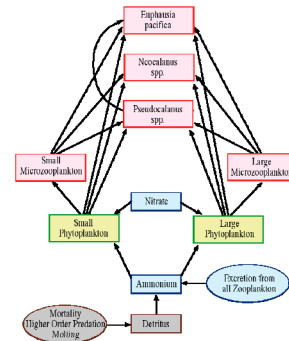 Euphausia
pacifica
Neocalanus
spp.
Pseudocalanus
spp.
Small
Microzooplankton
Large
Microzooplankton
Nitrate
Small
Phytoplankton
Large
Phytoplankton
Ammonium
Excretion from
all Zooplankton
Mortality
Higher Order Predation
Molting
Detritus